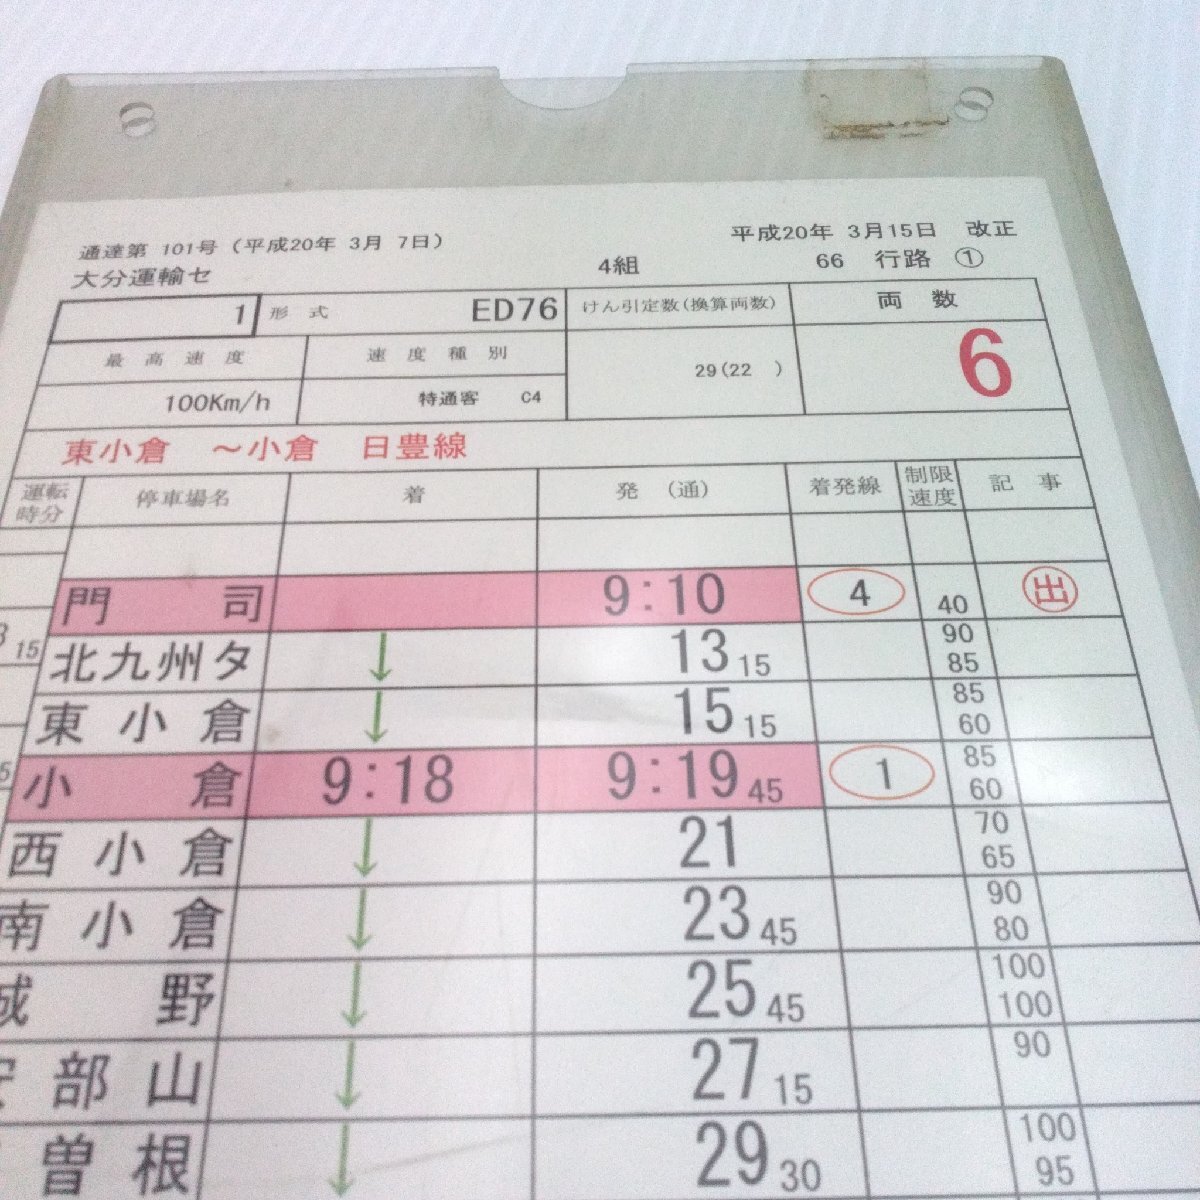 通達第 101号 (平成20年 3月 7日)
平成20年 3月15日 改正
大分運輸セ 4組 66 行路 ①
1 形式 ED76 けん引定数(換算両数) 両数
最高速度 速度種別 29(22 ) 6
100Km/h 特通客 C4
東小倉 ～小倉 日豊線
運転時分 停車場名 着 発 (通) 着発線 制限速度 記事
門司 9:10 4 40 出
15 北九州タ ↓ 13 15 90 85
東小倉 ↓ 15 15 85 60
小倉 9:18 9:19 45 1 85 60
西小倉 ↓ 21 70 65
南小倉 ↓ 23 45 90 80
城野 ↓ 25 45 100 100
安部山 ↓ 27 15 90
曽根 ↓ 29 30 100 95